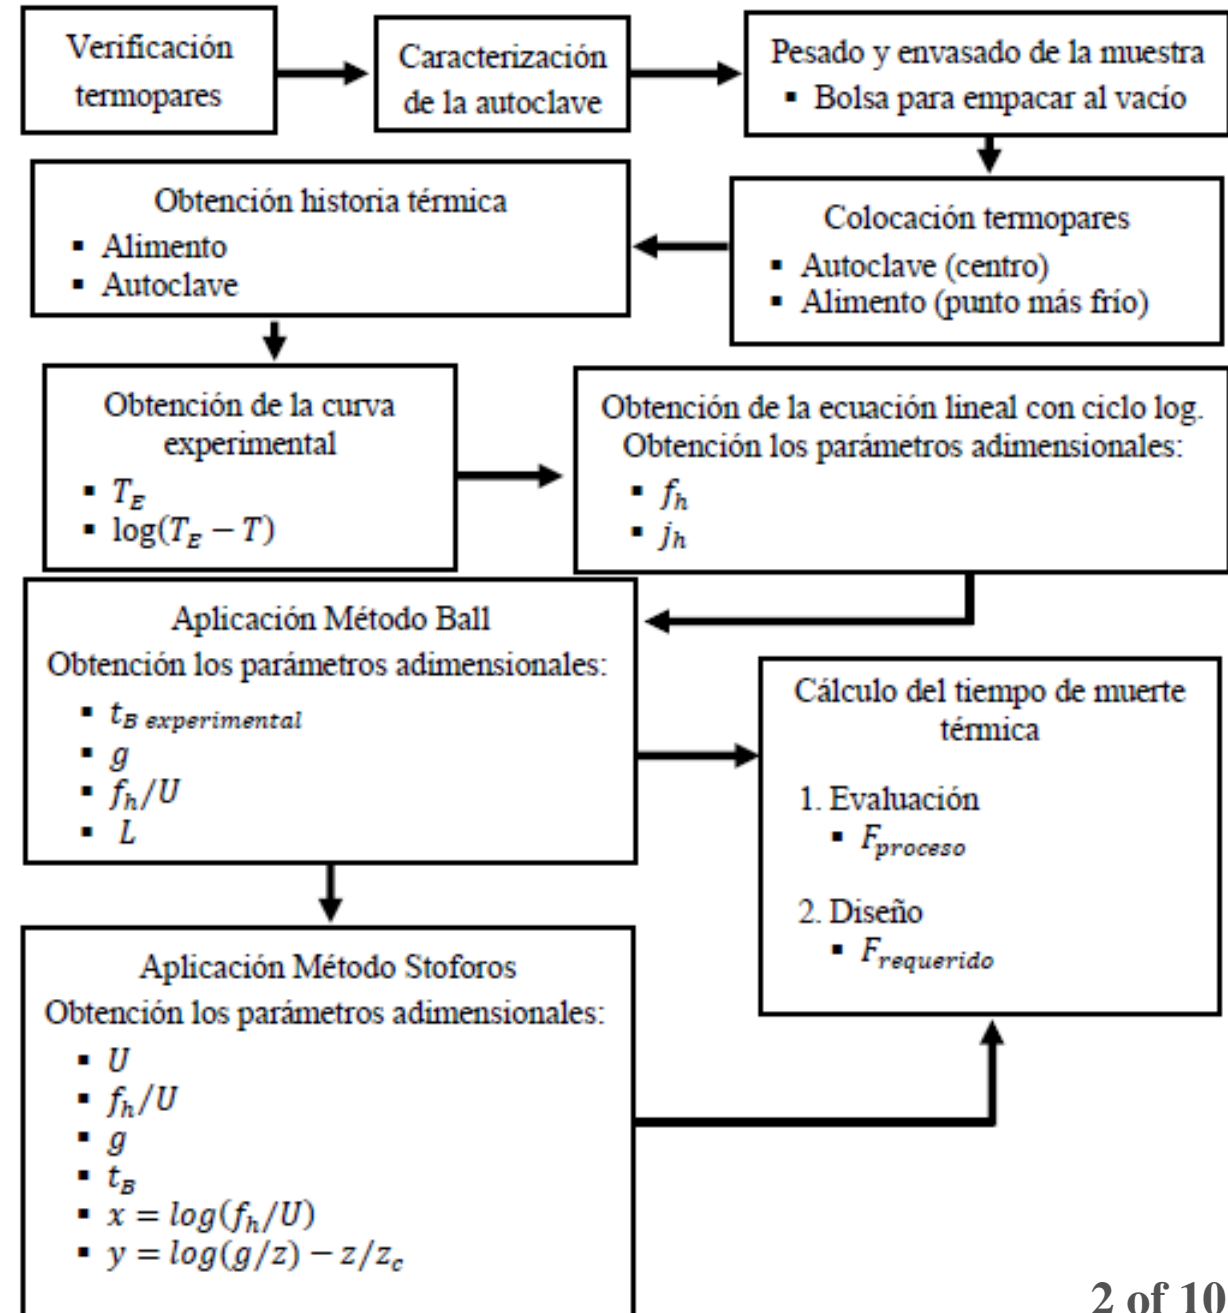 Verificación
termopares
Caracterización
de la autoclave
Pesado y envasado de la muestra
▪ Bolsa para empacar al vacío
Colocación termopares
▪ Autoclave (centro)
▪ Alimento (punto más frío)
Obtención historia térmica
▪ Alimento
▪ Autoclave
Obtención de la curva
experimental
▪ T_E
▪ log(T_E − T)
Obtención de la ecuación lineal con ciclo log.
Obtención los parámetros adimensionales:
▪ f_h
▪ j_h
Aplicación Método Ball
Obtención los parámetros adimensionales:
▪ t_B experimental
▪ g
▪ f_h/U
▪ L
Cálculo del tiempo de muerte
térmica
1. Evaluación
▪ F_proceso
2. Diseño
▪ F_requerido
Aplicación Método Stoforos
Obtención los parámetros adimensionales:
▪ U
▪ f_h/U
▪ g
▪ t_B
▪ x = log(f_h/U)
▪ y = log(g/z) − z/z_c
2 of 10